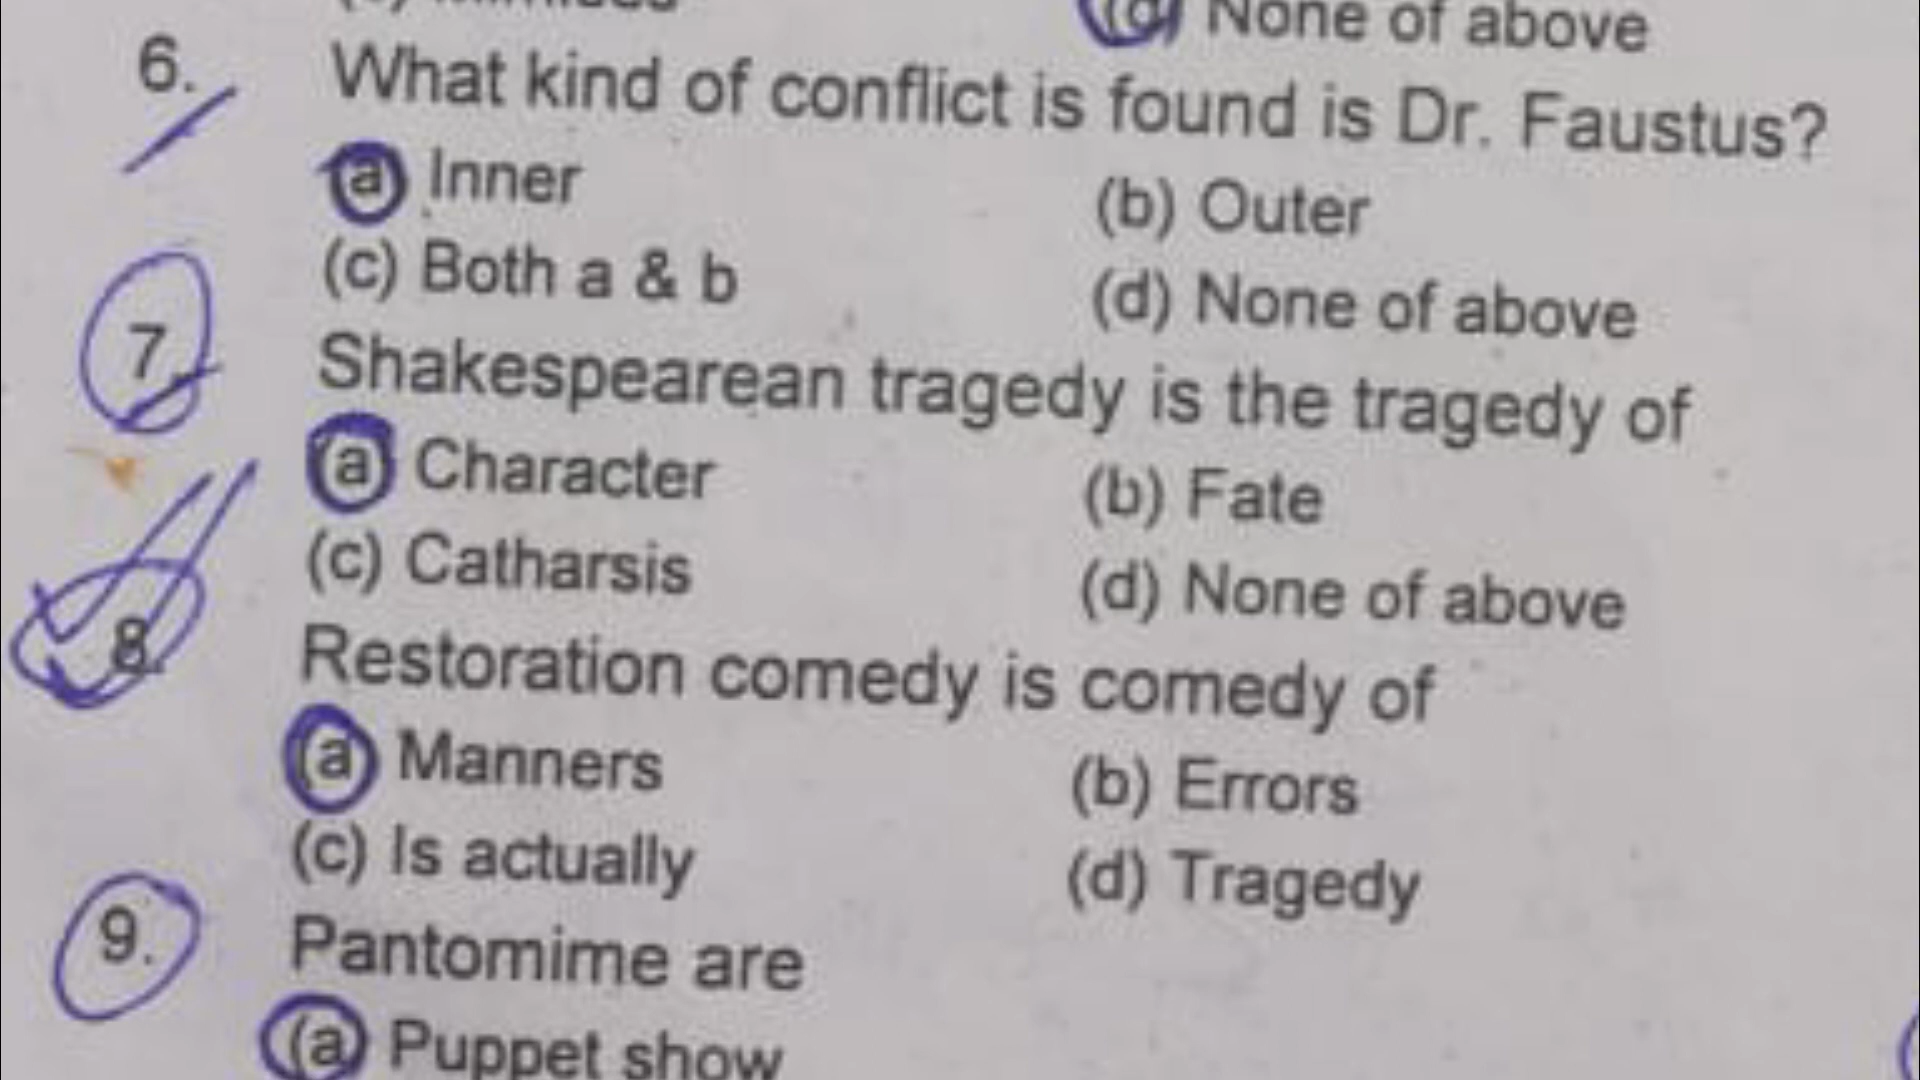 (d) None of above
6. What kind of conflict is found is Dr. Faustus?
(a) Inner (b) Outer
(c) Both a & b (d) None of above
7. Shakespearean tragedy is the tragedy of
(a) Character (b) Fate
(c) Catharsis (d) None of above
8. Restoration comedy is comedy of
(a) Manners (b) Errors
(c) Is actually (d) Tragedy
9. Pantomime are
(a) Puppet show